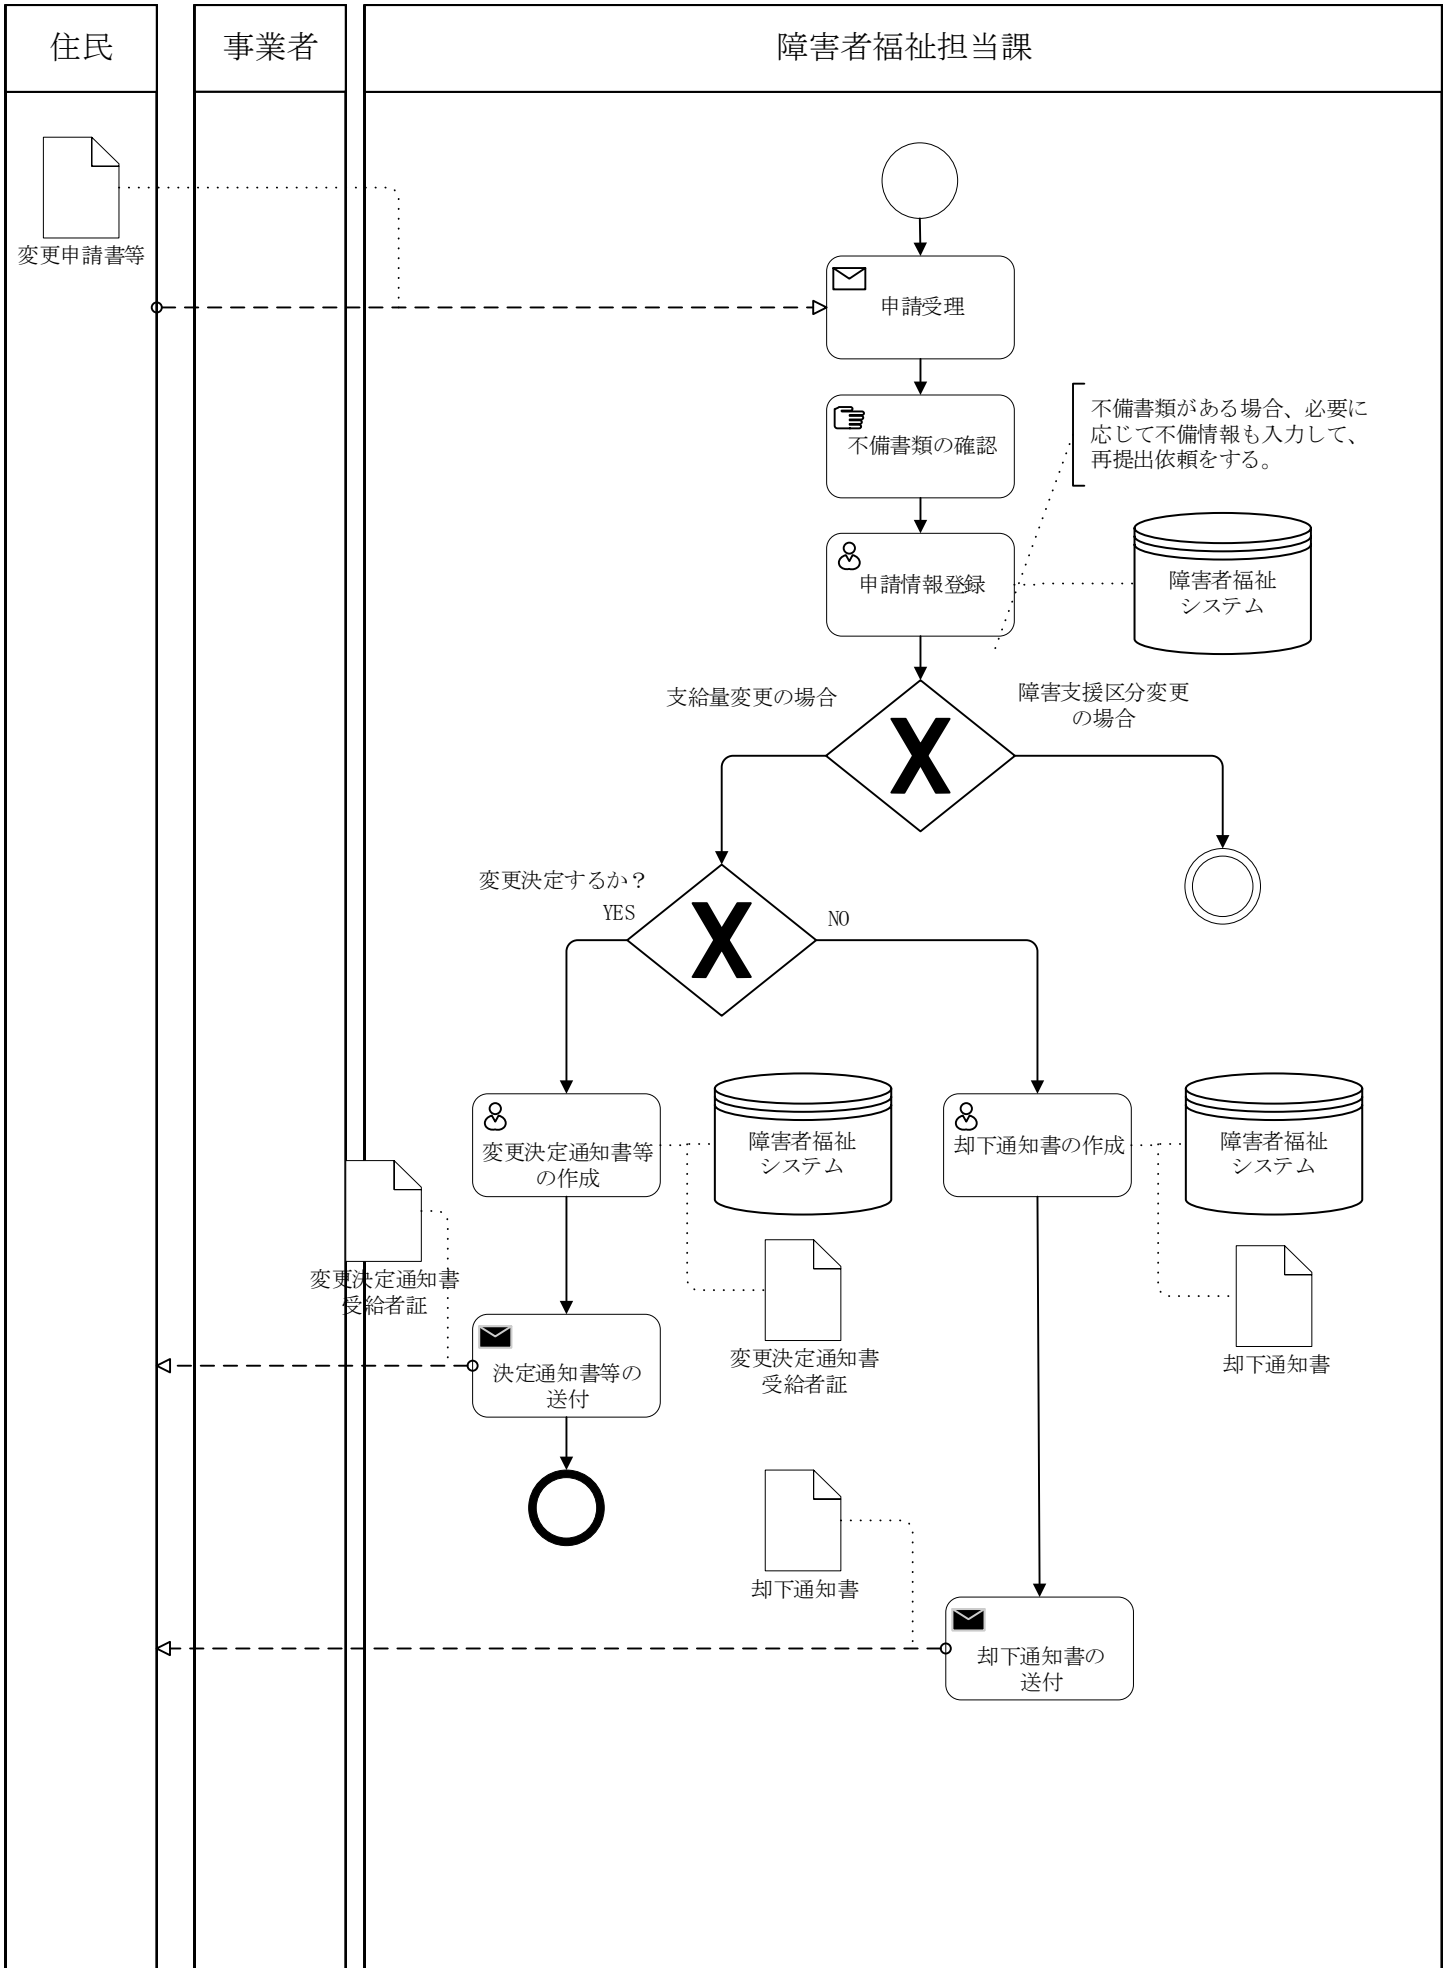 住民
事業者
障害者福祉担当課
変更申請書等
申請受理
不備書類の確認
不備書類がある場合、必要に
応じて不備情報も入力して、
再提出依頼をする。
申請情報登録
障害者福祉
システム
支給量変更の場合
障害支援区分変更
の場合
X
変更決定するか？
YES
NO
X
変更決定通知書等
の作成
障害者福祉
システム
却下通知書の作成
障害者福祉
システム
変更決定通知書
受給者証
変更決定通知書
受給者証
却下通知書
決定通知書等の
送付
却下通知書
却下通知書の
送付